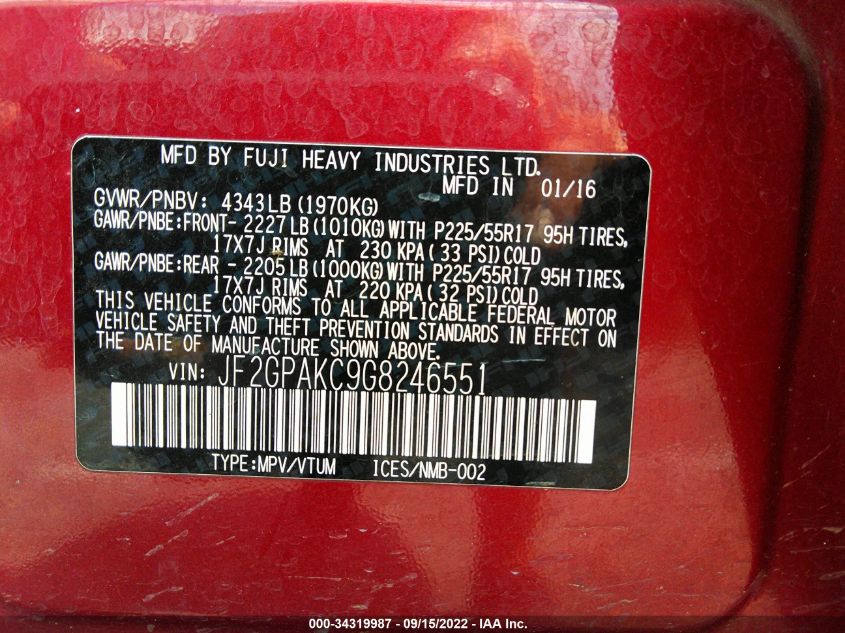 MFD BY FUJI HEAVY INDUSTRIES LTD.
MFD IN 01/16
GVWR/PNBV: 4343LB(1970KG)
GAWR/PNBE:FRONT- 2227LB(1010KG)WITH P225/55R17 95H TIRES,
17X7J RIMS AT 230 KPA(33 PSI)COLD
GAWR/PNBE:REAR - 2205LB(1000KG)WITH P225/55R17 95H TIRES,
17X7J RIMS AT 220 KPA(32 PSI)COLD
THIS VEHICLE CONFORMS TO ALL APPLICABLE FEDERAL MOTOR
VEHICLE SAFETY AND THEFT PREVENTION STANDARDS IN EFFECT ON
THE DATE OF MANUFACTURE SHOWN ABOVE.
VIN: JF2GPAKC9G8246551
TYPE:MPV/VTUM ICES/NMB-002
000-34319987 - 09/15/2022 - IAA Inc.